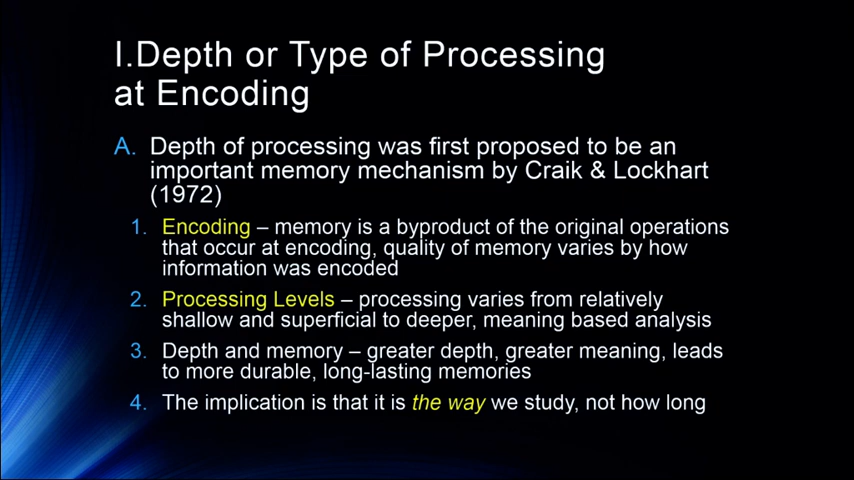 I.Depth or Type of Processing
at Encoding
A. Depth of processing was first proposed to be an
important memory mechanism by Craik & Lockhart
(1972)
1. Encoding – memory is a byproduct of the original operations
that occur at encoding, quality of memory varies by how
information was encoded
2. Processing Levels – processing varies from relatively
shallow and superficial to deeper, meaning based analysis
3. Depth and memory – greater depth, greater meaning, leads
to more durable, long-lasting memories
4. The implication is that it is the way we study, not how long